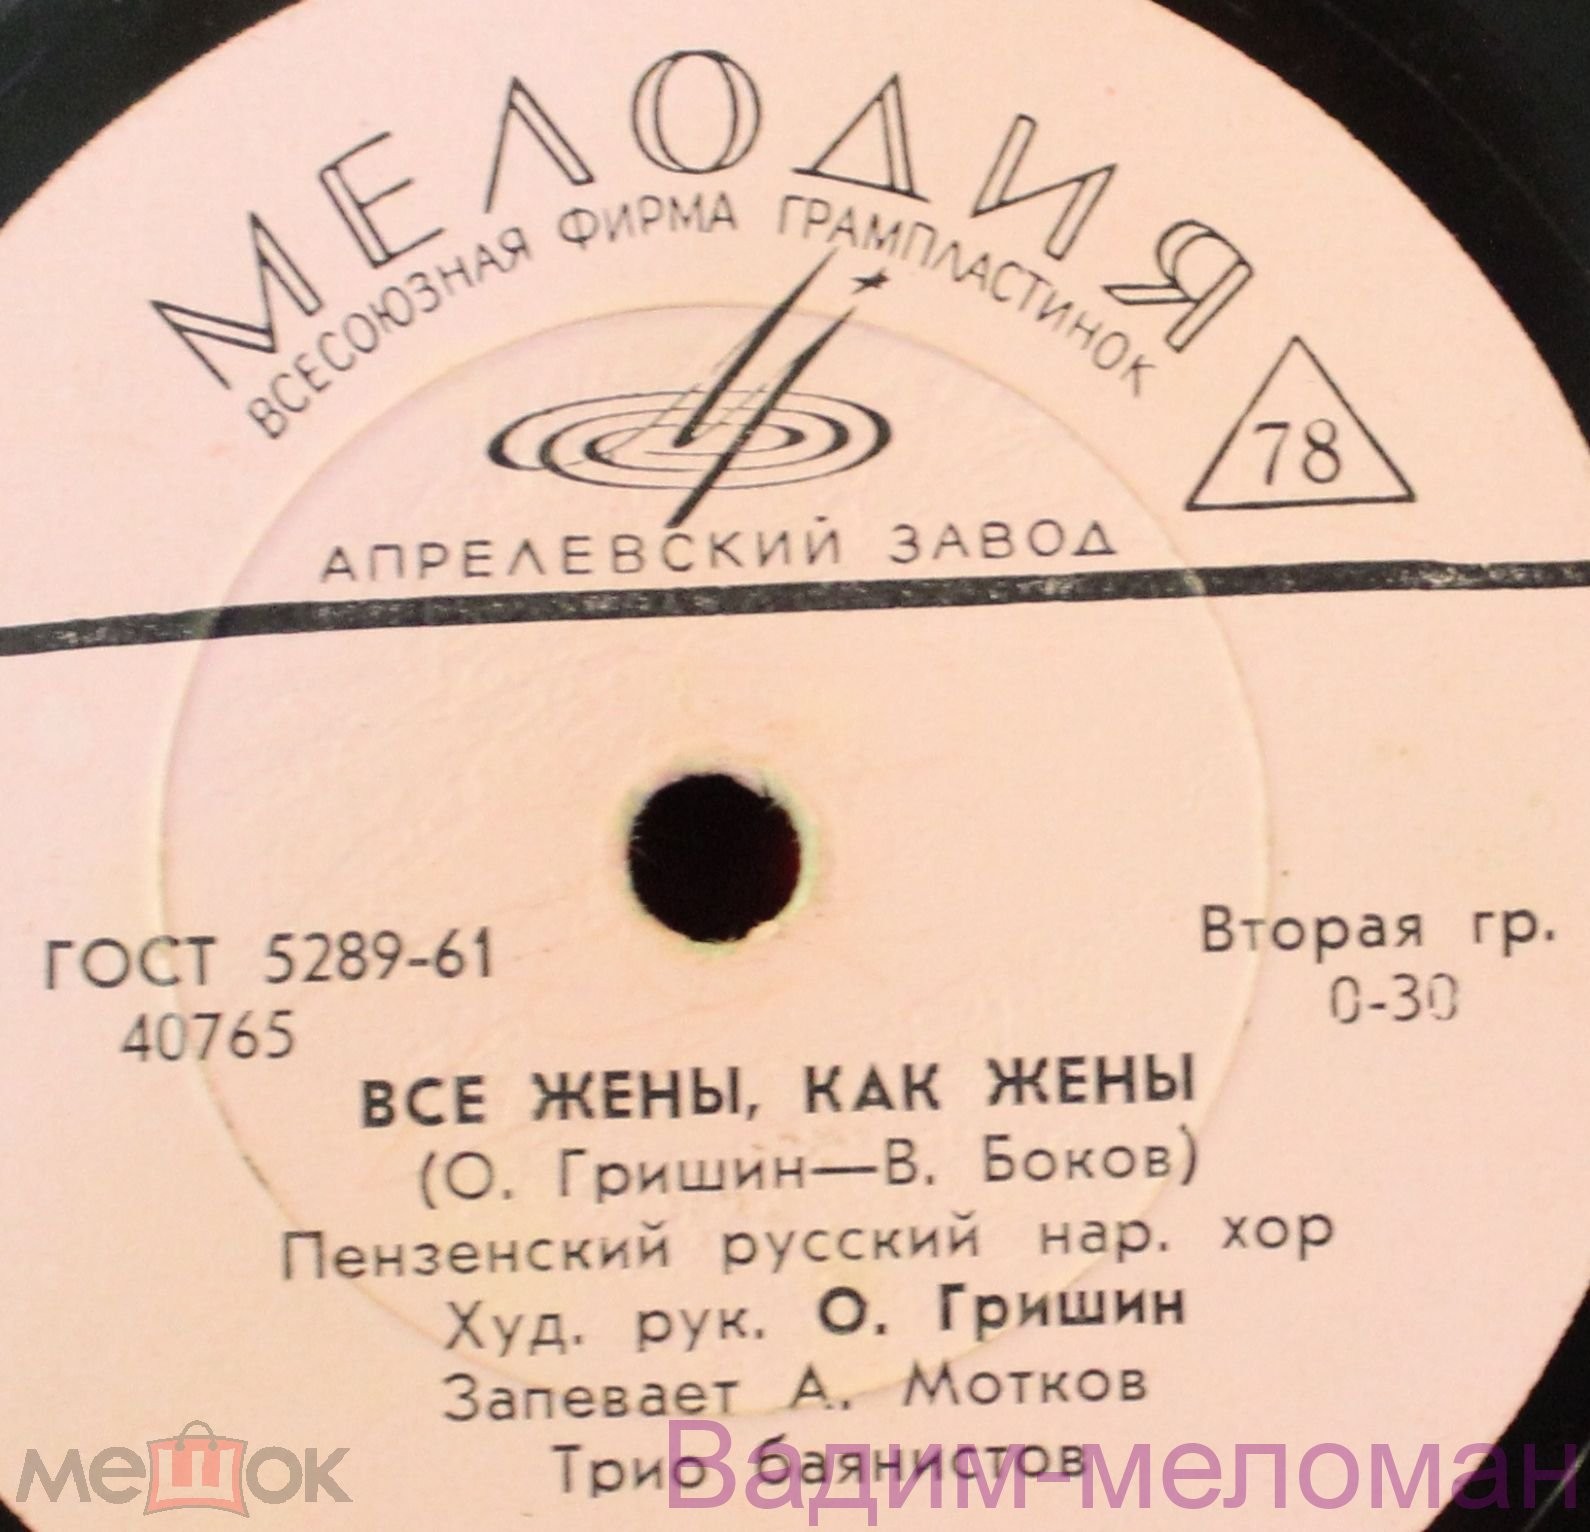 МЕЛОДИЯ
ВСЕСОЮЗНАЯ ФИРМА ГРАМПЛАСТИНОК
78
АПРЕЛЕВСКИЙ ЗАВОД
ГОСТ 5289-61
40765
Вторая гр.
0-30
ВСЕ ЖЕНЫ, КАК ЖЕНЫ
(О. Гришин—В. Боков)
Пензенский русский нар. хор
Худ. рук. О. Гришин
Запевает А. Мотков
Трио баянистов
мешок
Вадим-меломан